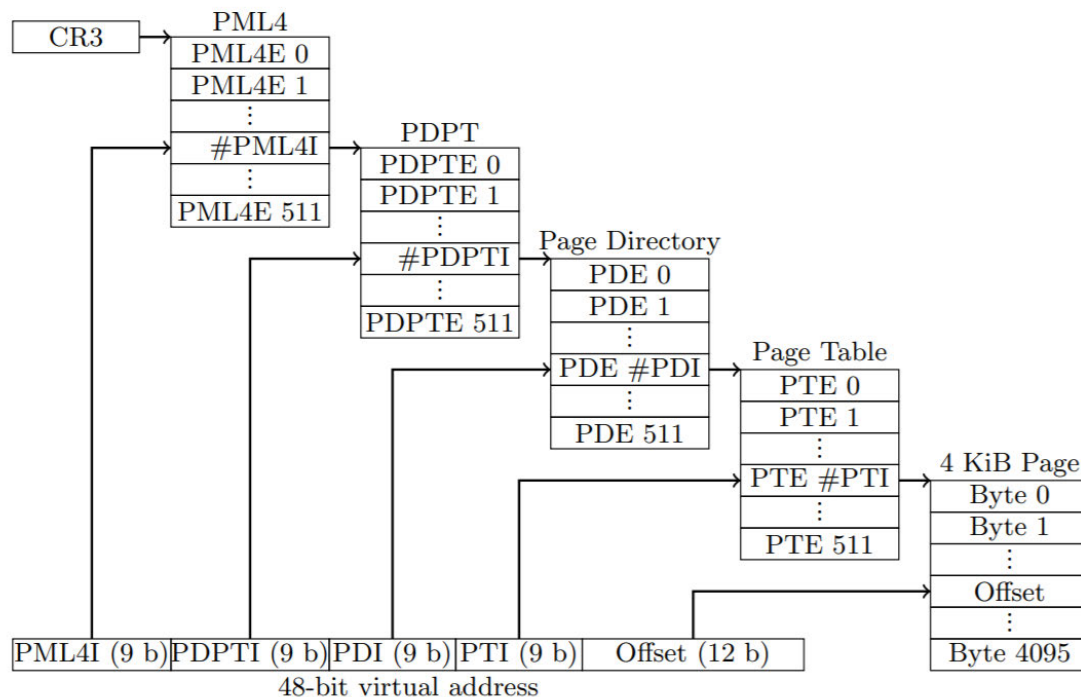 CR3
PML4
PML4E 0
PML4E 1
⋮
#PML4I
⋮
PML4E 511
PDPT
PDPTE 0
PDPTE 1
⋮
#PDPTI
⋮
PDPTE 511
Page Directory
PDE 0
PDE 1
⋮
PDE #PDI
⋮
PDE 511
Page Table
PTE 0
PTE 1
⋮
PTE #PTI
⋮
PTE 511
4 KiB Page
Byte 0
Byte 1
⋮
Offset
⋮
Byte 4095
PML4I (9 b) PDPTI (9 b) PDI (9 b) PTI (9 b) Offset (12 b)
48-bit virtual address